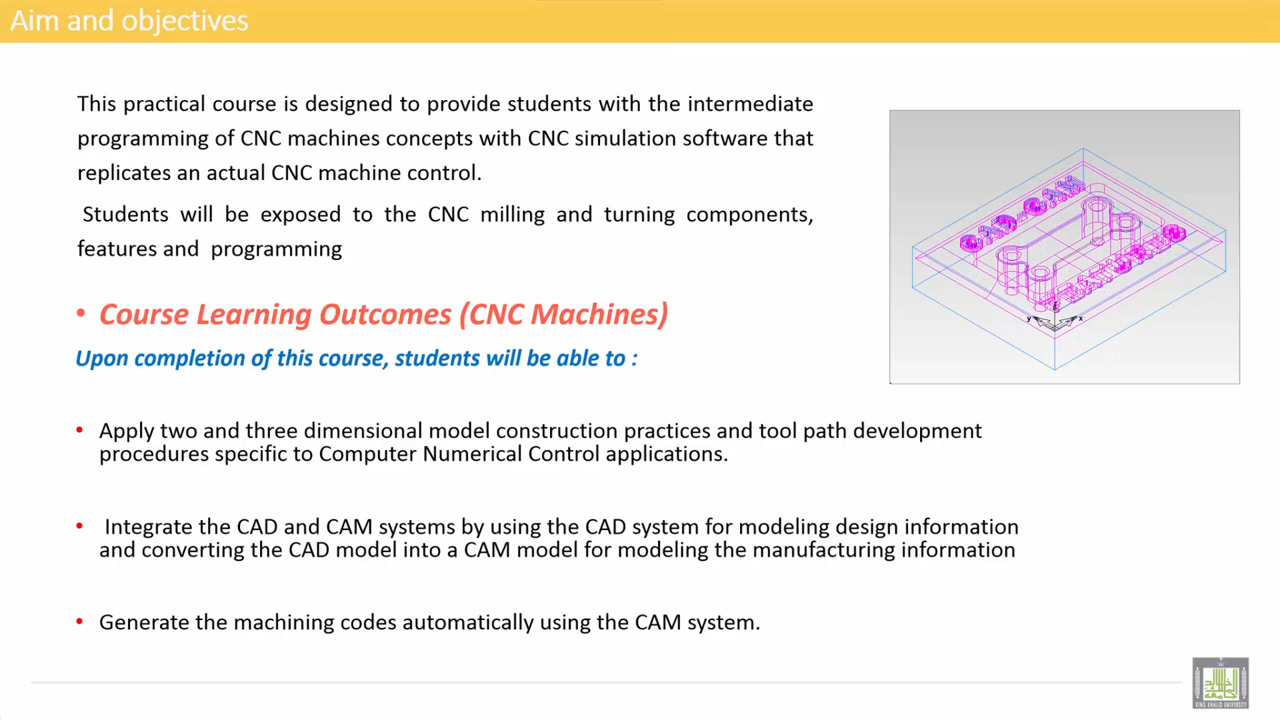 Aim and objectives
This practical course is designed to provide students with the intermediate
programming of CNC machines concepts with CNC simulation software that
replicates an actual CNC machine control.
Students will be exposed to the CNC milling and turning components,
features and programming
• Course Learning Outcomes (CNC Machines)
Upon completion of this course, students will be able to :
• Apply two and three dimensional model construction practices and tool path development
procedures specific to Computer Numerical Control applications.
• Integrate the CAD and CAM systems by using the CAD system for modeling design information
and converting the CAD model into a CAM model for modeling the manufacturing information
• Generate the machining codes automatically using the CAM system.
KING KHALID UNIVERSITY